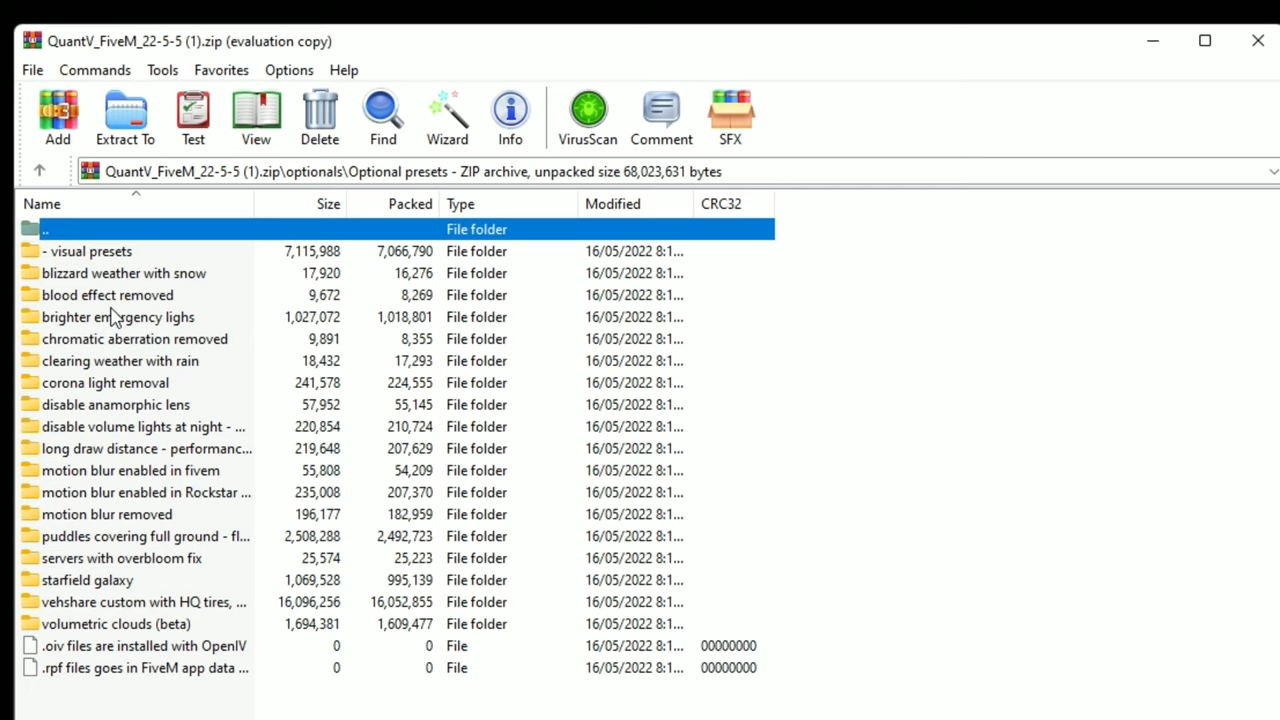 QuantV_FiveM_22-5-5 (1).zip (evaluation copy)
File Commands Tools Favorites Options Help
Add Extract To Test View Delete Find Wizard Info VirusScan Comment SFX
QuantV_FiveM_22-5-5 (1).zip\optionals\Optional presets - ZIP archive, unpacked size 68,023,631 bytes
Name Size Packed Type Modified CRC32
.. File folder
- visual presets 7,115,988 7,066,790 File folder 16/05/2022 8:1...
blizzard weather with snow 17,920 16,276 File folder 16/05/2022 8:1...
blood effect removed 9,672 8,269 File folder 16/05/2022 8:1...
brighter emergency lighs 1,027,072 1,018,801 File folder 16/05/2022 8:1...
chromatic aberration removed 9,891 8,355 File folder 16/05/2022 8:1...
clearing weather with rain 18,432 17,293 File folder 16/05/2022 8:1...
corona light removal 241,578 224,555 File folder 16/05/2022 8:1...
disable anamorphic lens 57,952 55,145 File folder 16/05/2022 8:1...
disable volume lights at night - ... 220,854 210,724 File folder 16/05/2022 8:1...
long draw distance - performanc... 219,648 207,629 File folder 16/05/2022 8:1...
motion blur enabled in fivem 55,808 54,209 File folder 16/05/2022 8:1...
motion blur enabled in Rockstar ... 235,008 207,370 File folder 16/05/2022 8:1...
motion blur removed 196,177 182,959 File folder 16/05/2022 8:1...
puddles covering full ground - fl... 2,508,288 2,492,723 File folder 16/05/2022 8:1...
servers with overbloom fix 25,574 25,223 File folder 16/05/2022 8:1...
starfield galaxy 1,069,528 995,139 File folder 16/05/2022 8:1...
vehshare custom with HQ tires, ... 16,096,256 16,052,855 File folder 16/05/2022 8:1...
volumetric clouds (beta) 1,694,381 1,609,477 File folder 16/05/2022 8:1...
.oiv files are installed with OpenIV 0 0 File 16/05/2022 8:1... 00000000
.rpf files goes in FiveM app data ... 0 0 File 16/05/2022 8:1... 00000000